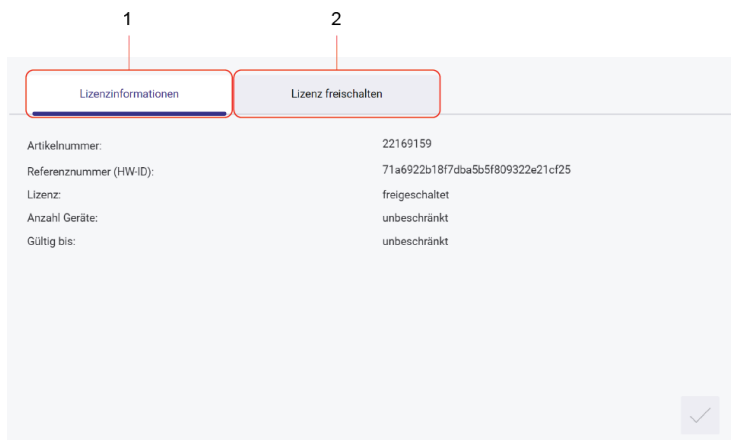 1 2
Lizenzinformationen Lizenz freischalten
Artikelnummer: 22169159
Referenznummer (HW-ID): 71a6922b18f7dba5b5f809322e21cf25
Lizenz: freigeschaltet
Anzahl Geräte: unbeschränkt
Gültig bis: unbeschränkt